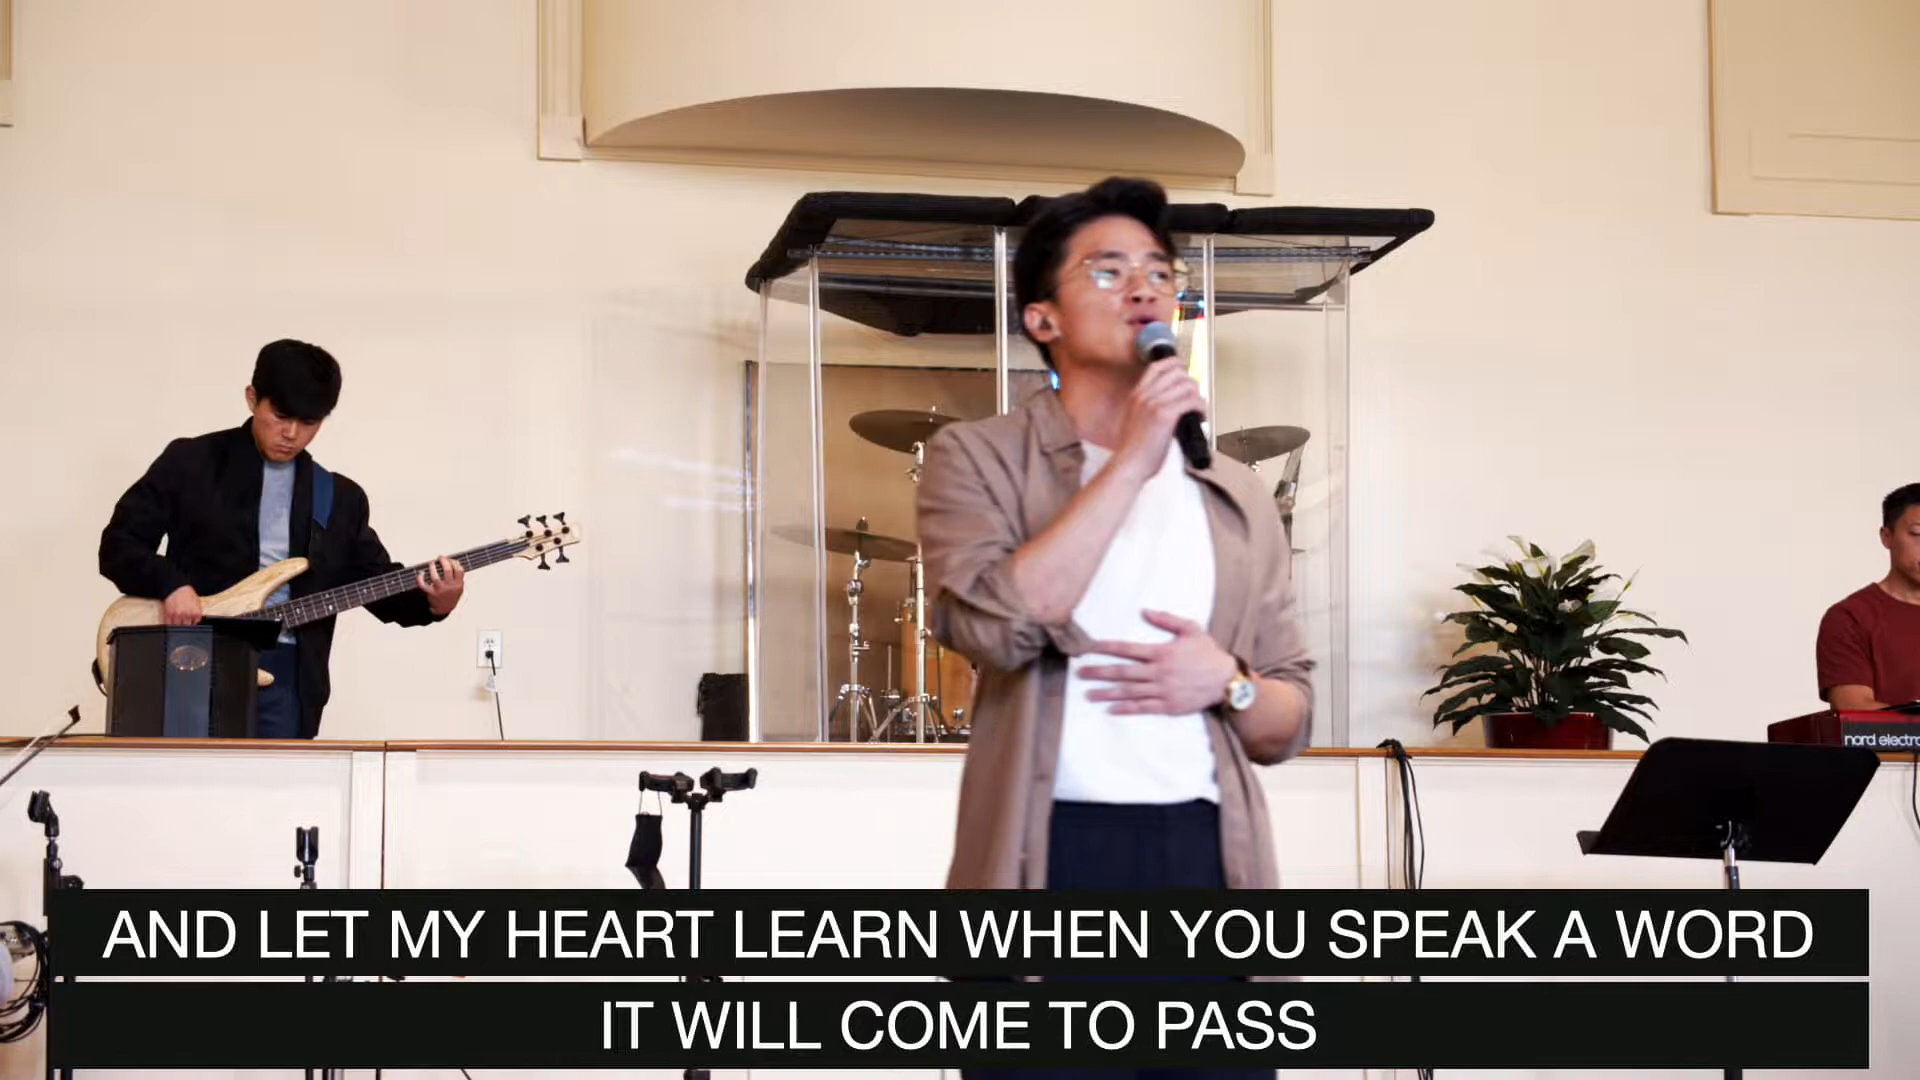 nord electro
AND LET MY HEART LEARN WHEN YOU SPEAK A WORD
IT WILL COME TO PASS